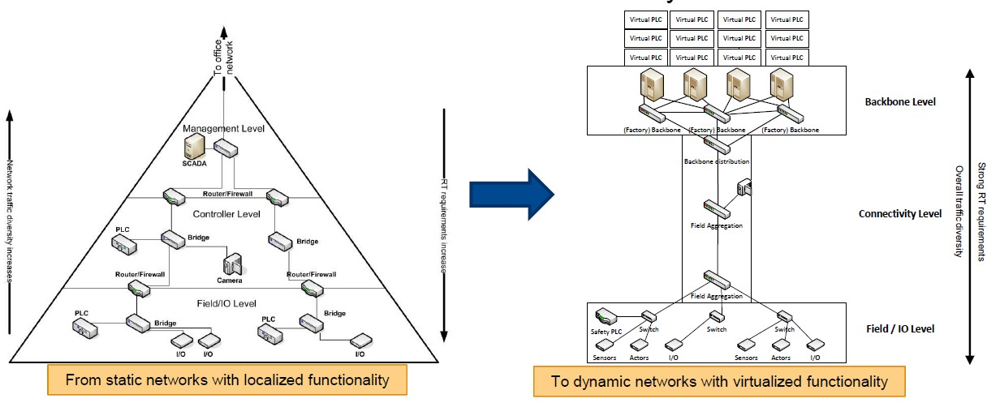 To office
network
Management Level
SCADA
Router/Firewall
Controller Level
PLC
Bridge
Bridge
Camera
Router/Firewall
Router/Firewall
Field/IO Level
PLC
Bridge
PLC
Bridge
I/O
I/O
I/O
Network traffic diversity increases
RT requirements increases
From static networks with localized functionality
Virtual PLC
Virtual PLC
Virtual PLC
Virtual PLC
Virtual PLC
Virtual PLC
Virtual PLC
Virtual PLC
Virtual PLC
Virtual PLC
Virtual PLC
Virtual PLC
(Factory) Backbone
(Factory) Backbone
(Factory) Backbone
Backbone Level
Backbone distribution
Field Aggregation
Connectivity Level
Field Aggregation
Safety PLC
Switch
Switch
Switch
Field / IO Level
Sensors
Actors
I/O
Sensors
Actors
I/O
Overall traffic diversity
Strong RT requirements
To dynamic networks with virtualized functionality